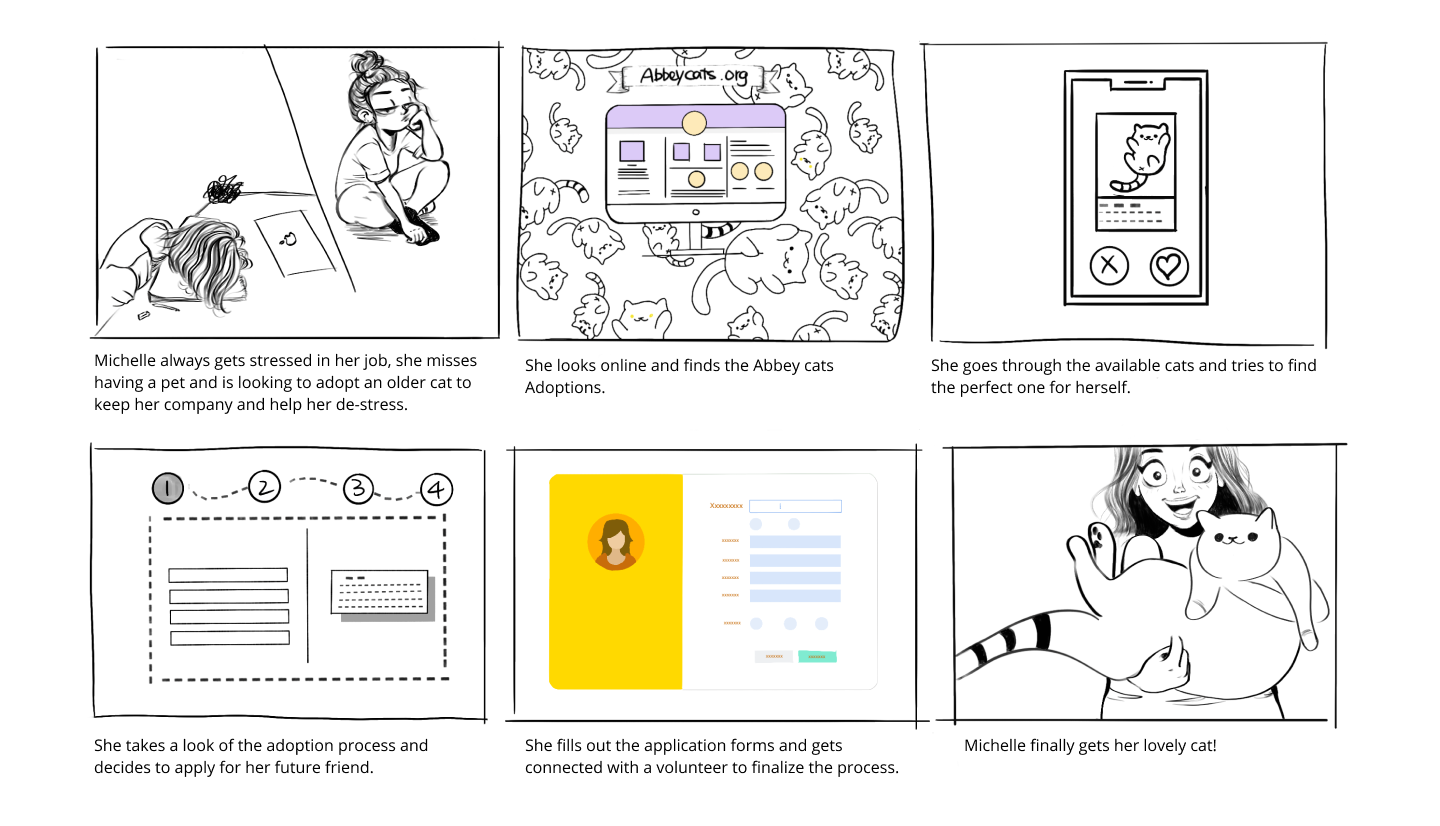 Abbeycats.org
Michelle always gets stressed in her job, she misses
having a pet and is looking to adopt an older cat to
keep her company and help her de-stress.
She looks online and finds the Abbey cats
Adoptions.
She goes through the available cats and tries to find
the perfect one for herself.
1 2 3 4
She takes a look of the adoption process and
decides to apply for her future friend.
Xxxxxxxxx
xxxxxxx
xxxxxxx
xxxxxxx
xxxxxxx
xxxxxxx
xxxxxxx xxxxxxx
She fills out the application forms and gets
connected with a volunteer to finalize the process.
Michelle finally gets her lovely cat!